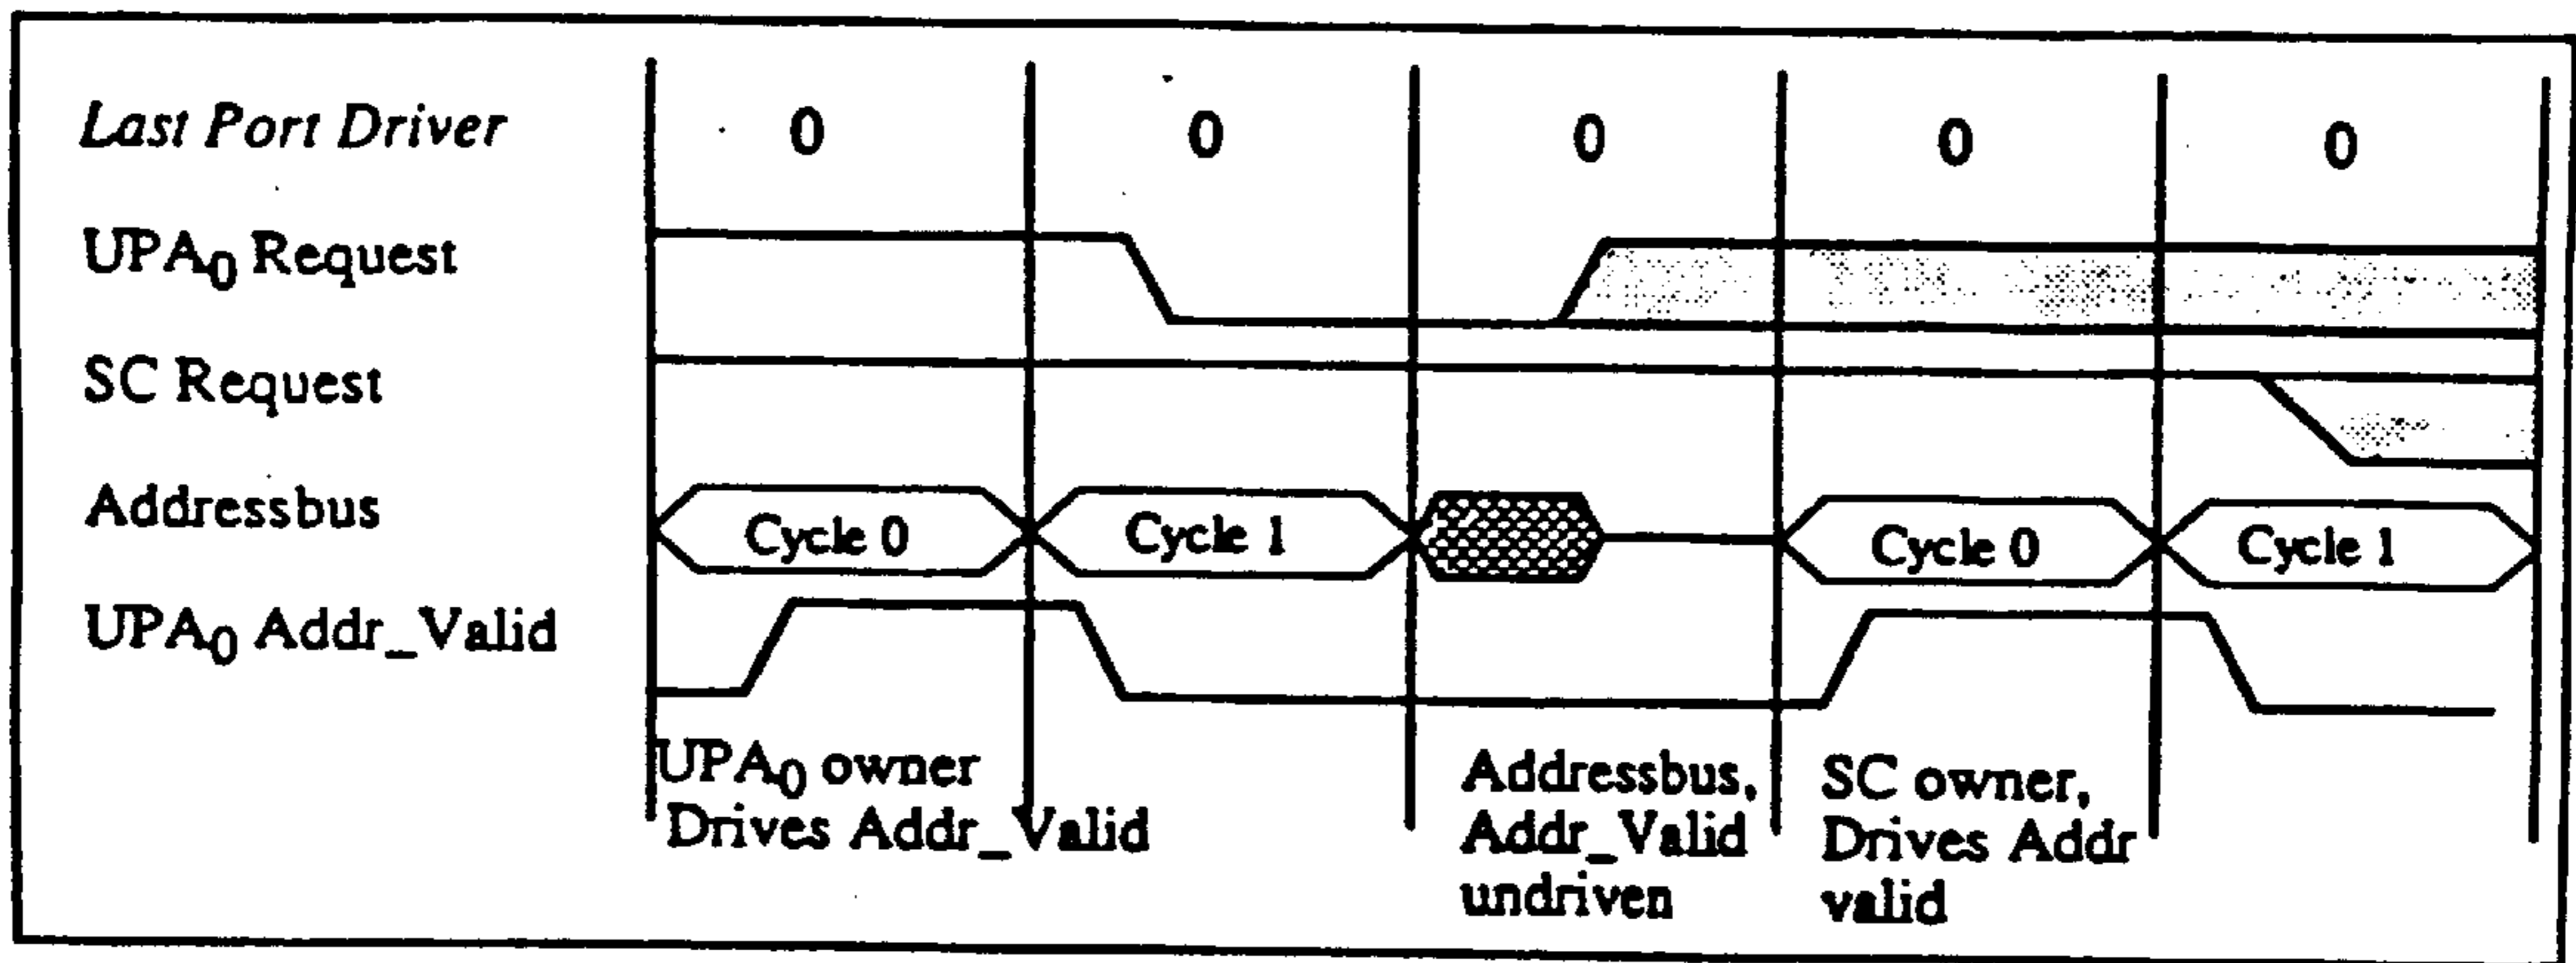 Last Port Driver 0 0 0 0 0
UPA0 Request
SC Request
Addressbus Cycle 0 Cycle 1 Cycle 0 Cycle 1
UPA0 Addr_Valid
UPA0 owner
Drives Addr_Valid
Addressbus,
Addr_Valid
undriven
SC owner,
Drives Addr
valid